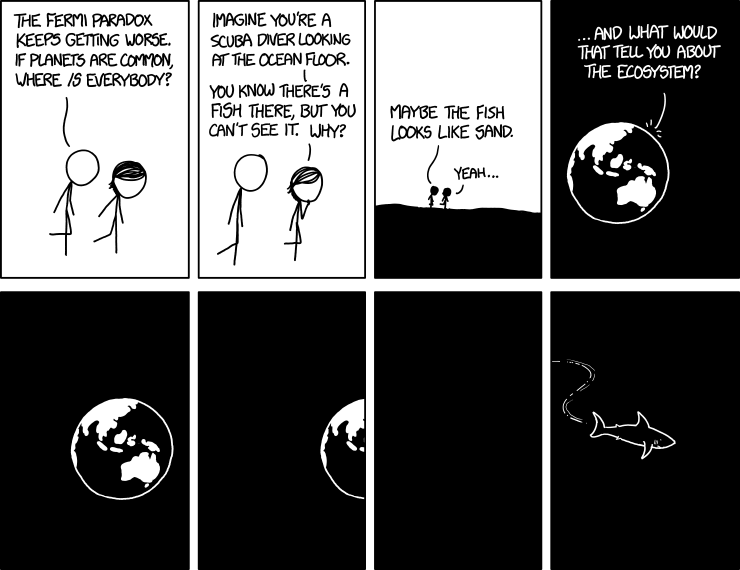 THE FERMI PARADOX
KEEPS GETTING WORSE.
IF PLANETS ARE COMMON,
WHERE IS EVERYBODY?
IMAGINE YOU'RE A
SCUBA DIVER LOOKING
AT THE OCEAN FLOOR.
YOU KNOW THERE'S A
FISH THERE, BUT YOU
CAN'T SEE IT. WHY?
MAYBE THE FISH
LOOKS LIKE SAND.
YEAH...
...AND WHAT WOULD
THAT TELL YOU ABOUT
THE ECOSYSTEM?